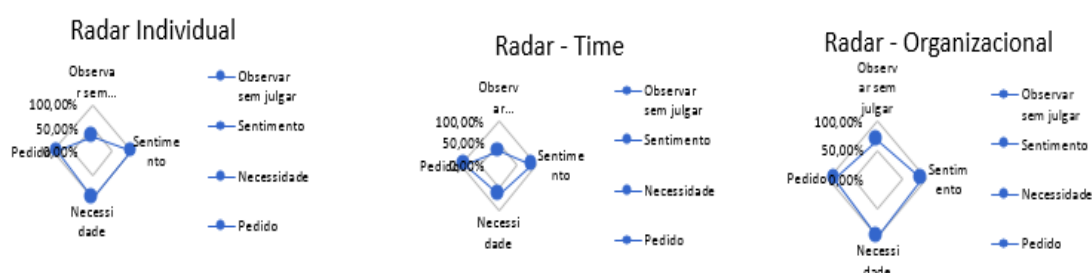 Radar Individual
Observa
r sem...
100,00%
50,00%
0,00%
Sentime
nto
Necessi
dade
Pedido
Observar
sem julgar
Sentimento
Necessidade
Pedido
Radar - Time
Observ
ar...
100,00%
50,00%
0,00%
Sentime
nto
Necessi
dade
Pedido
Observar
sem julgar
Sentimento
Necessidade
Pedido
Radar - Organizacional
Observ
ar sem
julgar
100,00%
50,00%
0,00%
Sentim
ento
Necessi
dade
Pedido
Observar
sem julgar
Sentimento
Necessidade
Pedido